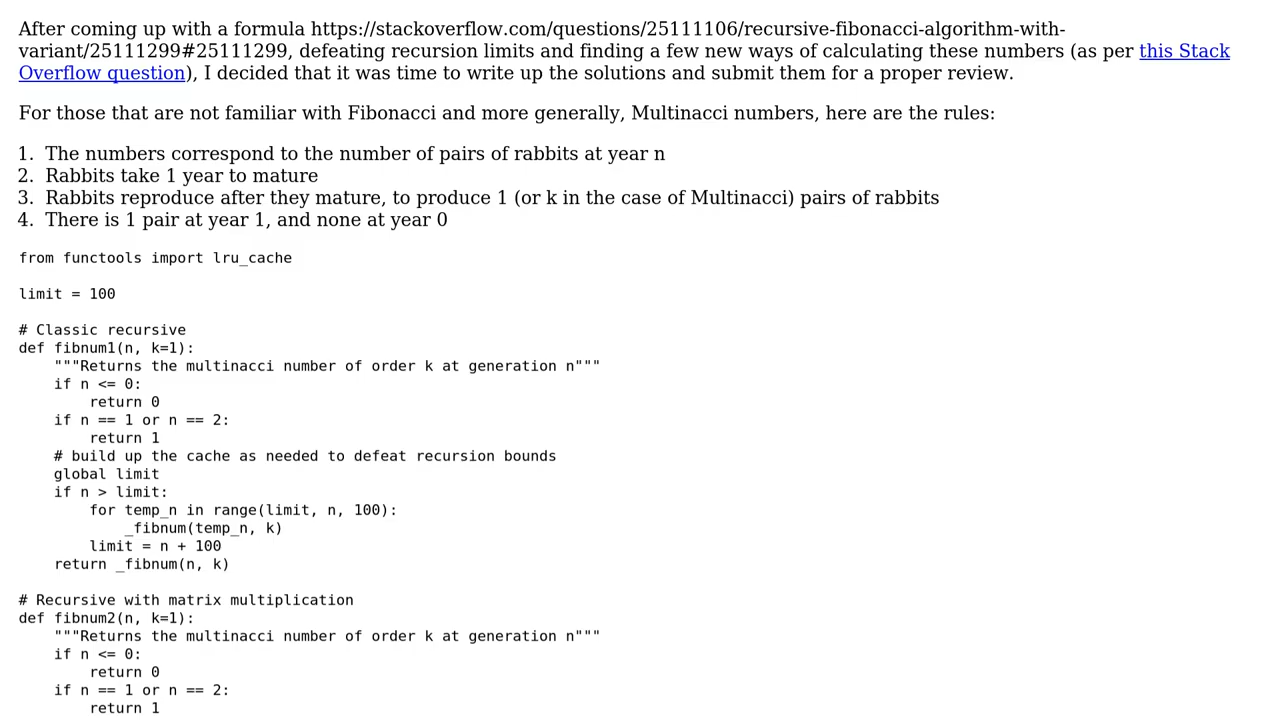 After coming up with a formula https://stackoverflow.com/questions/25111106/recursive-fibonacci-algorithm-with-
variant/25111299#25111299, defeating recursion limits and finding a few new ways of calculating these numbers (as per this Stack
Overflow question), I decided that it was time to write up the solutions and submit them for a proper review.
For those that are not familiar with Fibonacci and more generally, Multinacci numbers, here are the rules:
1. The numbers correspond to the number of pairs of rabbits at year n
2. Rabbits take 1 year to mature
3. Rabbits reproduce after they mature, to produce 1 (or k in the case of Multinacci) pairs of rabbits
4. There is 1 pair at year 1, and none at year 0
from functools import lru_cache
limit = 100
# Classic recursive
def fibnum1(n, k=1):
    """Returns the multinacci number of order k at generation n"""
    if n <= 0:
        return 0
    if n == 1 or n == 2:
        return 1
    # build up the cache as needed to defeat recursion bounds
    global limit
    if n > limit:
        for temp_n in range(limit, n, 100):
            _fibnum(temp_n, k)
        limit = n + 100
    return _fibnum(n, k)
# Recursive with matrix multiplication
def fibnum2(n, k=1):
    """Returns the multinacci number of order k at generation n"""
    if n <= 0:
        return 0
    if n == 1 or n == 2:
        return 1